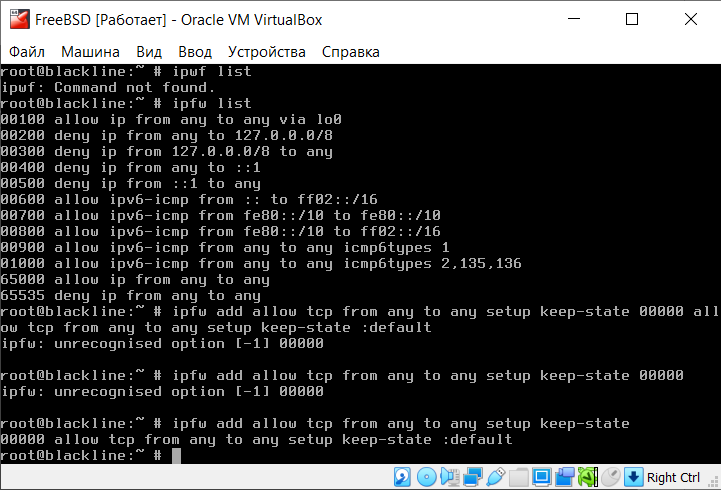 FreeBSD [Работает] - Oracle VM VirtualBox
Файл Машина Вид Ввод Устройства Справка
root@blackline:~ # ipwf list
ipwf: Command not found.
root@blackline:~ # ipfw list
00100 allow ip from any to any via lo0
00200 deny ip from any to 127.0.0.0/8
00300 deny ip from 127.0.0.0/8 to any
00400 deny ip from any to ::1
00500 deny ip from ::1 to any
00600 allow ipv6-icmp from :: to ff02::/16
00700 allow ipv6-icmp from fe80::/10 to fe80::/10
00800 allow ipv6-icmp from fe80::/10 to ff02::/16
00900 allow ipv6-icmp from any to any icmp6types 1
01000 allow ipv6-icmp from any to any icmp6types 2,135,136
65000 allow ip from any to any
65535 deny ip from any to any
root@blackline:~ # ipfw add allow tcp from any to any setup keep-state 00000 all
ow tcp from any to any setup keep-state :default
ipfw: unrecognised option [-1] 00000
root@blackline:~ # ipfw add allow tcp from any to any setup keep-state 00000
ipfw: unrecognised option [-1] 00000
root@blackline:~ # ipfw add allow tcp from any to any setup keep-state
00000 allow tcp from any to any setup keep-state :default
root@blackline:~ #
Right Ctrl